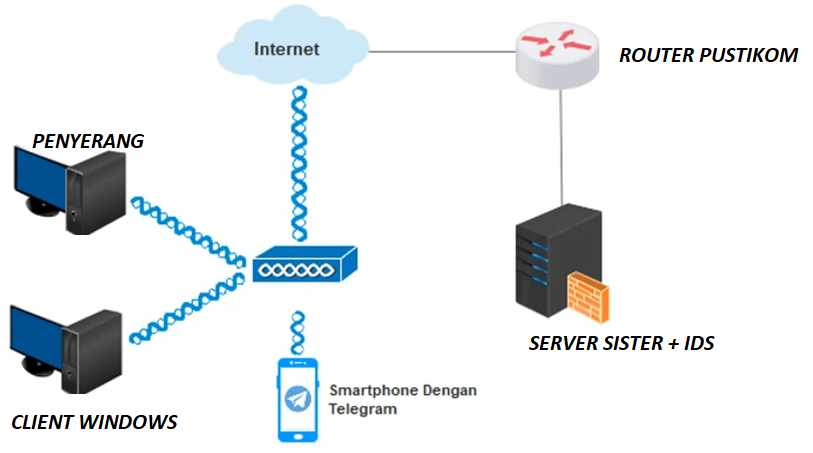 Internet
ROUTER PUSTIKOM
PENYERANG
SERVER SISTER + IDS
Smartphone Dengan
Telegram
CLIENT WINDOWS